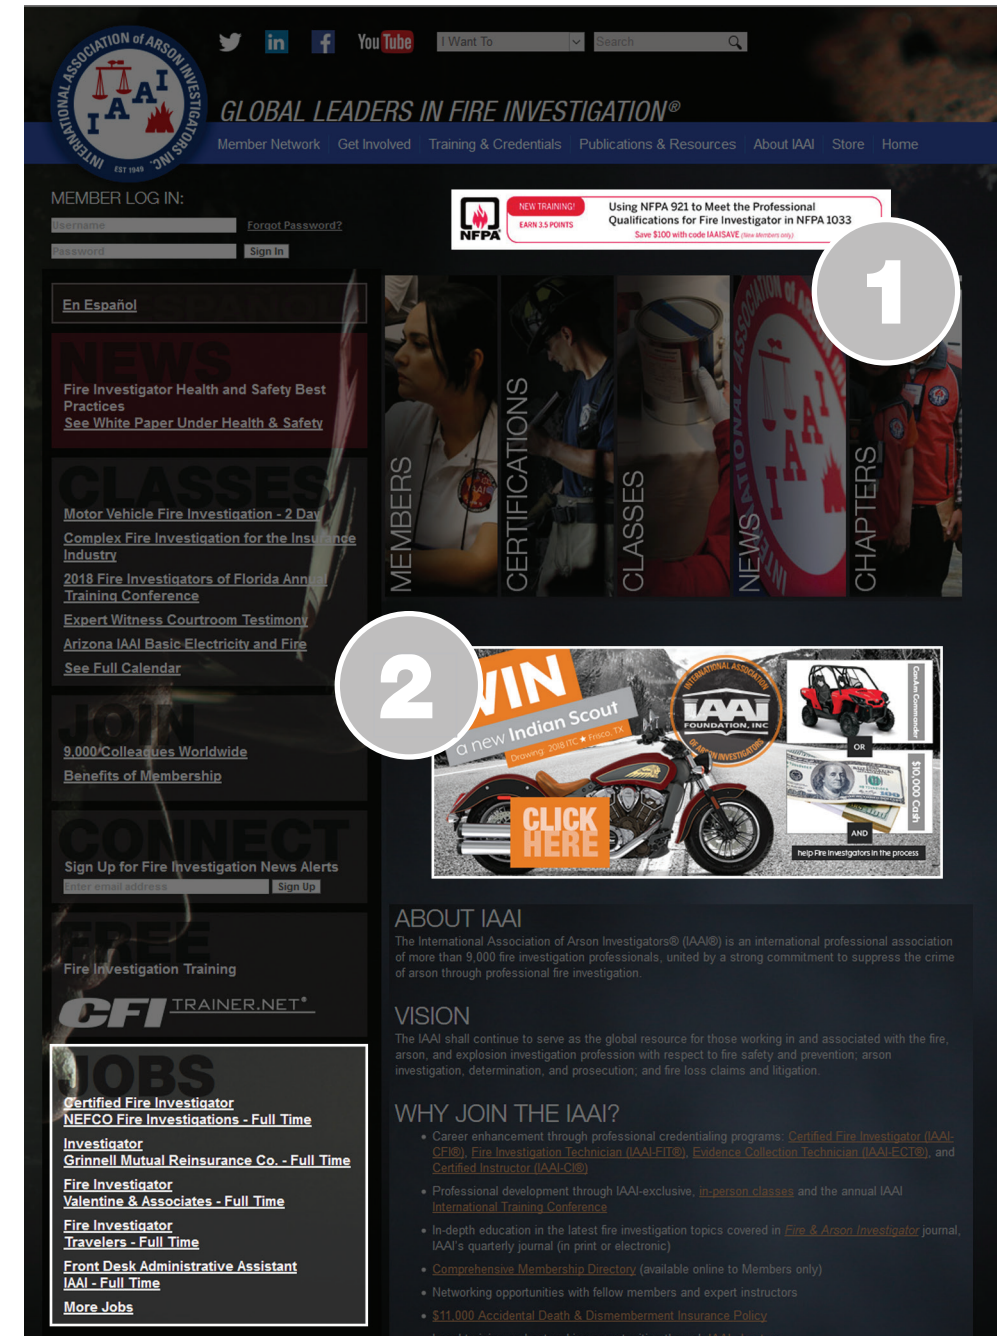 INTERNATIONAL ASSOCIATION of ARSON INVESTIGATORS, INC.
IAAI
EST 1949
You Tube
I Want To
Search
GLOBAL LEADERS IN FIRE INVESTIGATION®
Member Network
Get Involved
Training & Credentials
Publications & Resources
About IAAI
Store
Home
MEMBER LOG IN:
Username
Forgot Password?
Password
Sign In
NFPA
NEW TRAINING!
EARN 3.5 POINTS
Using NFPA 921 to Meet the Professional
Qualifications for Fire Investigator in NFPA 1033
Save $100 with code IAAISAVE (New Members only)
1
En Español
ESPANOL
NEWS
Fire Investigator Health and Safety Best
Practices
See White Paper Under Health & Safety
CLASSES
Motor Vehicle Fire Investigation - 2 Day
Complex Fire Investigation for the Insurance
Industry
2018 Fire Investigators of Florida Annual
Training Conference
Expert Witness Courtroom Testimony
Arizona IAAI Basic Electricity and Fire
See Full Calendar
JOIN
9,000 Colleagues Worldwide
Benefits of Membership
CONNECT
Sign Up for Fire Investigation News Alerts
Enter email address
Sign Up
FREE
Fire Investigation Training
CFI TRAINER.NET®
JOBS
Certified Fire Investigator
NEFCO Fire Investigations - Full Time
Investigator
Grinnell Mutual Reinsurance Co. - Full Time
Fire Investigator
Valentine & Associates - Full Time
Fire Investigator
Travelers - Full Time
Front Desk Administrative Assistant
IAAI - Full Time
More Jobs
MEMBERS
CERTIFICATIONS
CLASSES
NEWS
CHAPTERS
2
WIN
a new Indian Scout
Drawing: 2018 ITC ★ Frisco, TX
CLICK
HERE
INTERNATIONAL ASSOCIATION
IAAI
FOUNDATION, INC
OF ARSON INVESTIGATORS
CanAm Commander
OR
$10,000 Cash
AND
help Fire Investigators in the process
ABOUT IAAI
The International Association of Arson Investigators® (IAAI®) is an international professional association
of more than 9,000 fire investigation professionals, united by a strong commitment to suppress the crime
of arson through professional fire investigation.
VISION
The IAAI shall continue to serve as the global resource for those working in and associated with the fire,
arson, and explosion investigation profession with respect to fire safety and prevention; arson
investigation, determination, and prosecution; and fire loss claims and litigation.
WHY JOIN THE IAAI?
• Career enhancement through professional credentialing programs: Certified Fire Investigator (IAAI-
CFI®), Fire Investigation Technician (IAAI-FIT®), Evidence Collection Technician (IAAI-ECT®), and
Certified Instructor (IAAI-CI®)
• Professional development through IAAI-exclusive, in-person classes and the annual IAAI
International Training Conference
• In-depth education in the latest fire investigation topics covered in Fire & Arson Investigator journal,
IAAI's quarterly journal (in print or electronic)
• Comprehensive Membership Directory (available online to Members only)
• Networking opportunities with fellow members and expert instructors
• $11,000 Accidental Death & Dismemberment Insurance Policy